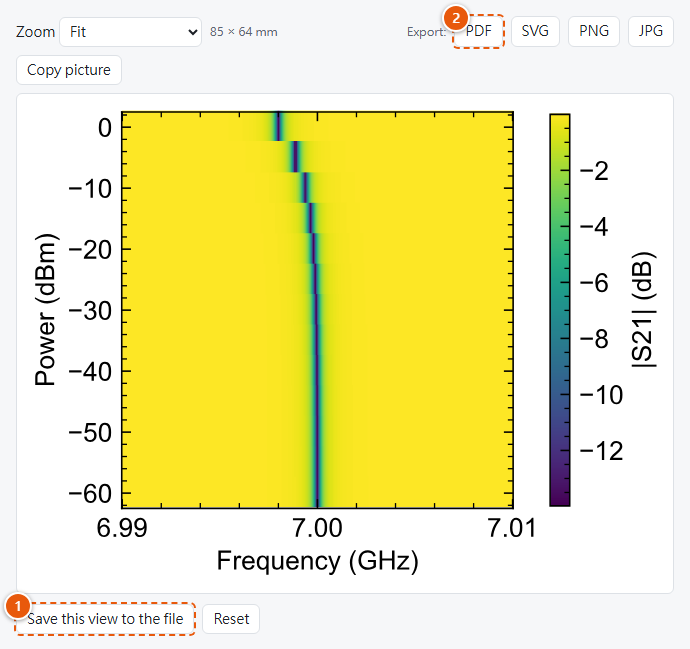 Zoom Fit 85 × 64 mm Export: 2 PDF SVG PNG JPG
Copy picture
0
−10
−20
−30
−40
−50
−60
Power (dBm)
6.99 7.00 7.01
Frequency (GHz)
−2
−4
−6
−8
−10
−12
|S21| (dB)
1 Save this view to the file Reset